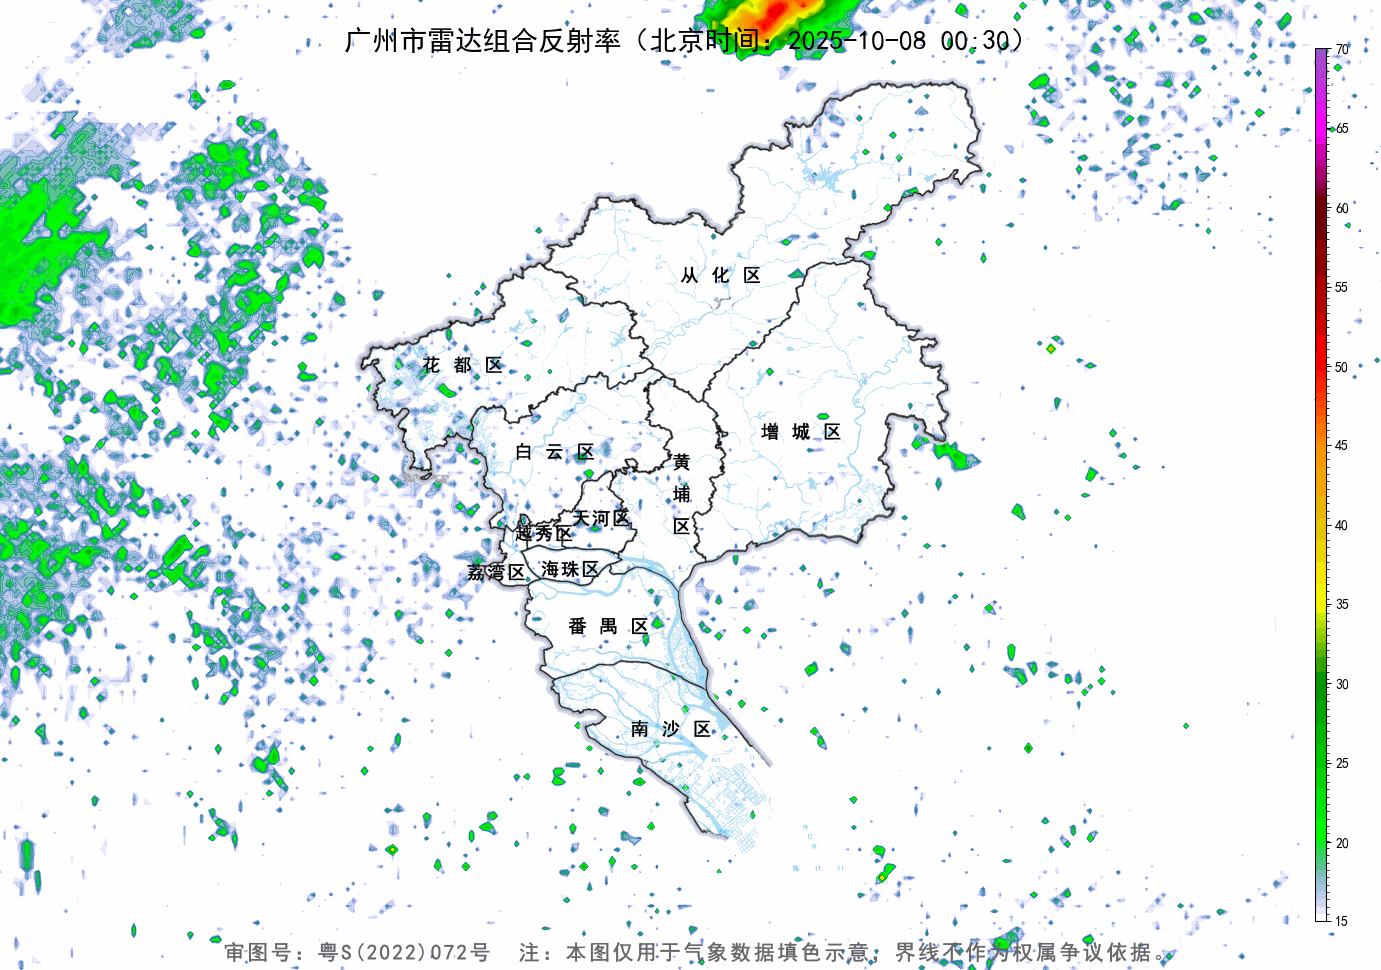 广州市雷达组合反射率（北京时间：2025-10-08 00:30）
70
65
60
55
50
45
40
35
30
25
20
15
从化区
花都区
增城区
白云区
黄埔区
天河区
越秀区
荔湾区
海珠区
番禺区
南沙区
审图号：粤S(2022)072号 注：本图仅用于气象数据填色示意，界线不作为权属争议依据。